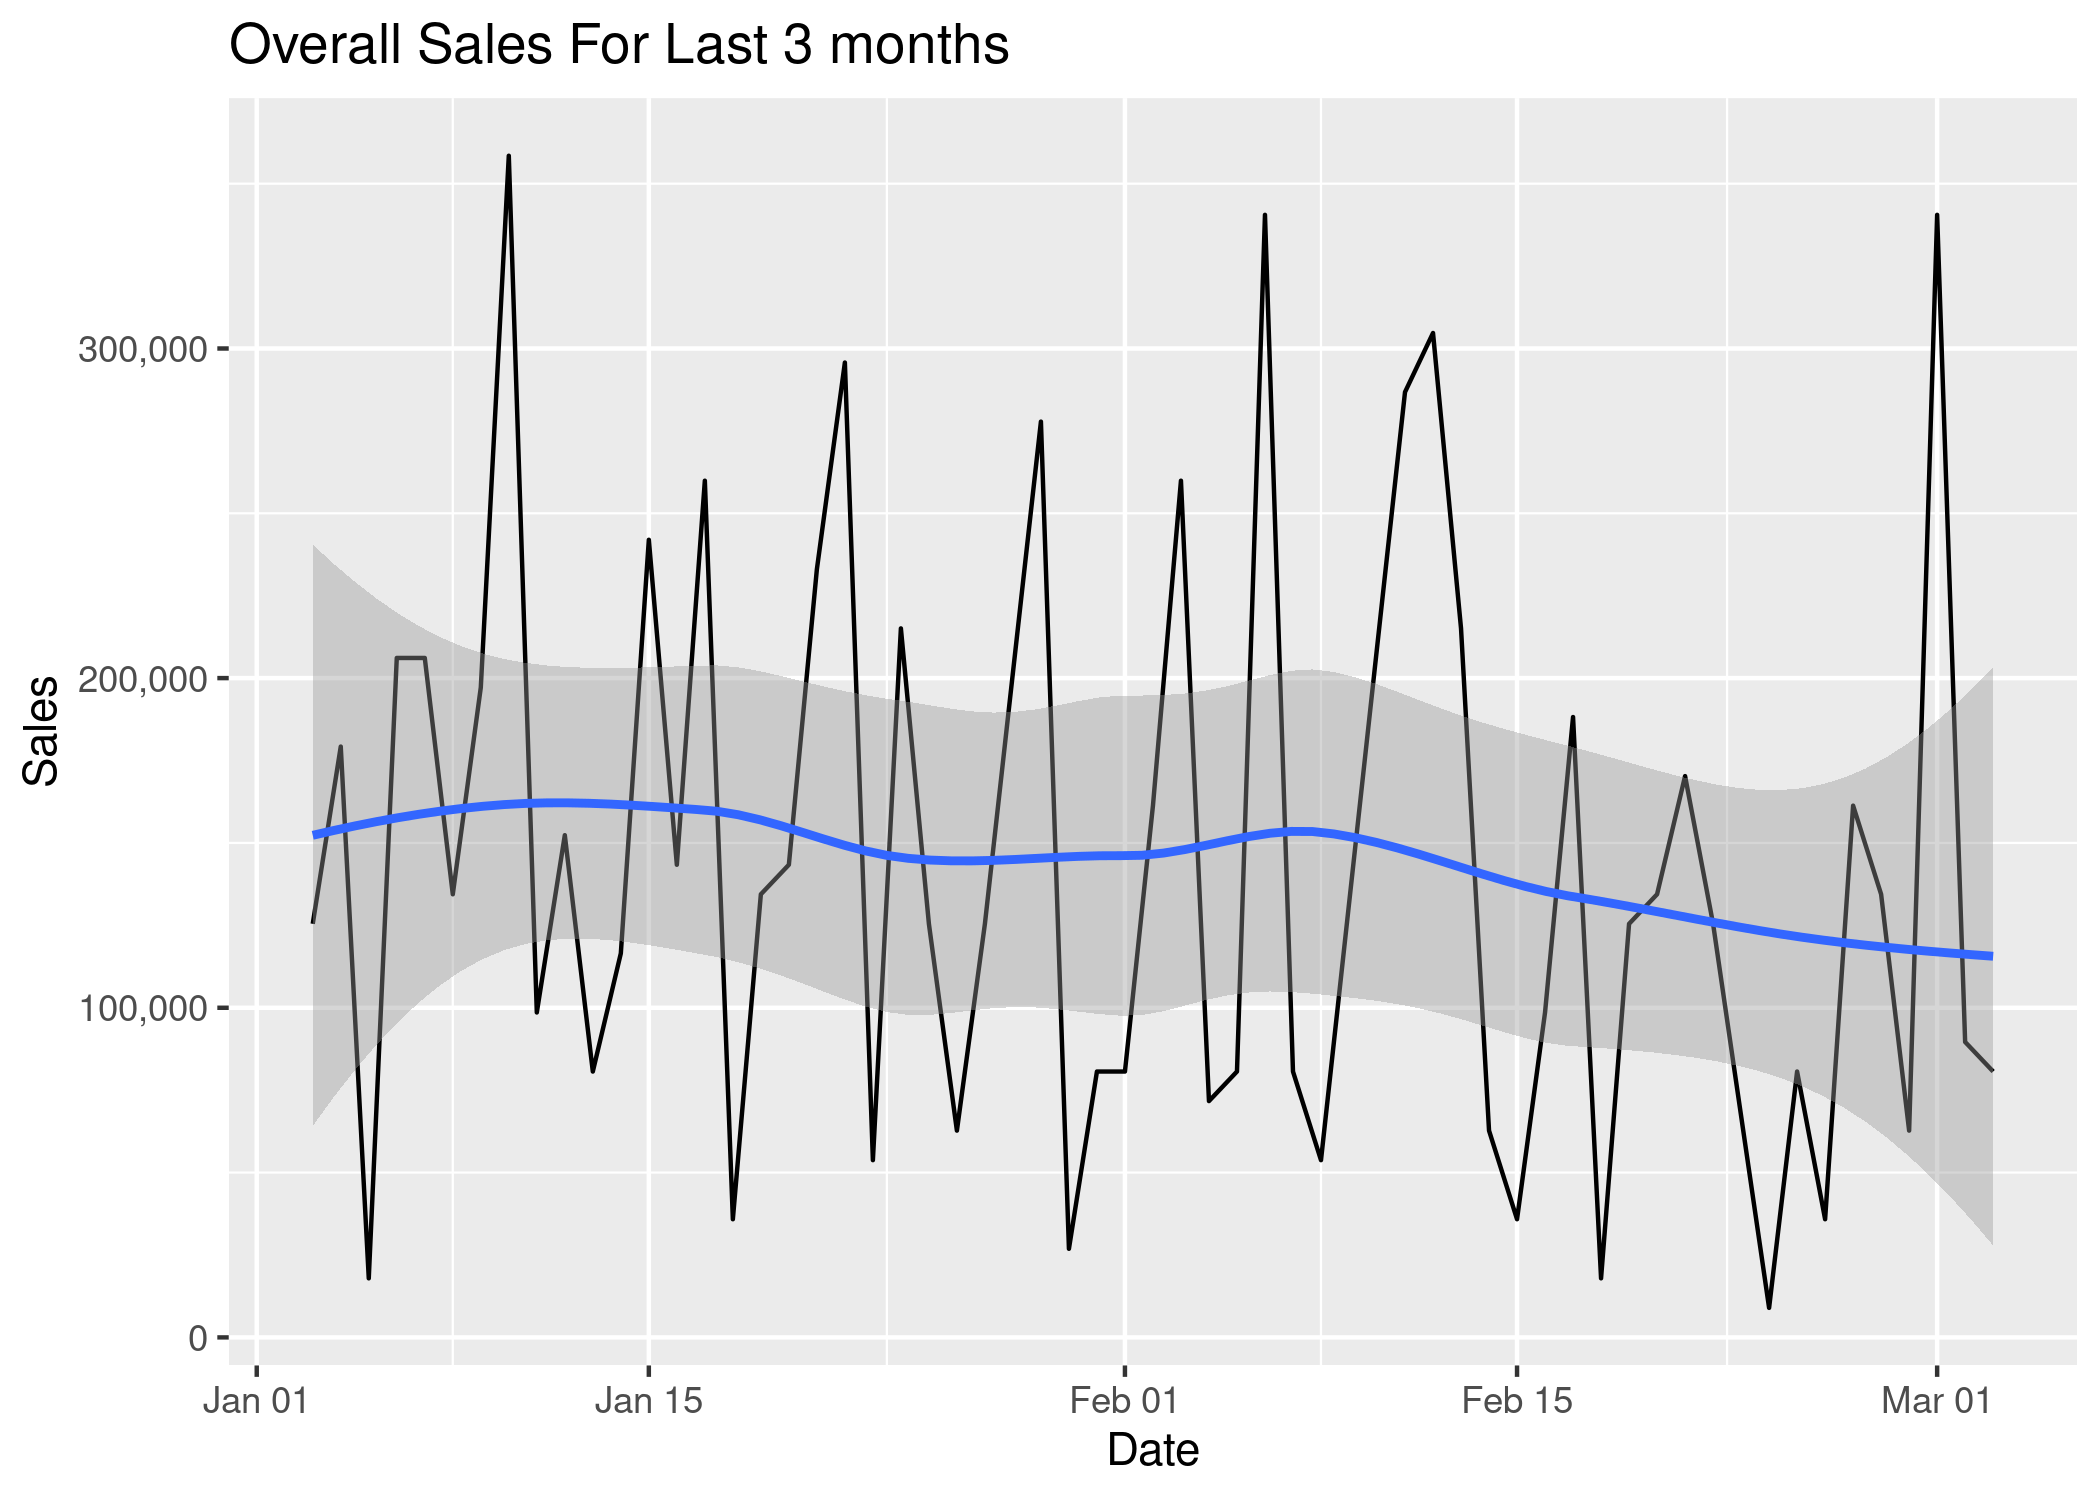 Overall Sales For Last 3 months
300,000
200,000
100,000
0
Sales
Jan 01
Jan 15
Feb 01
Feb 15
Mar 01
Date